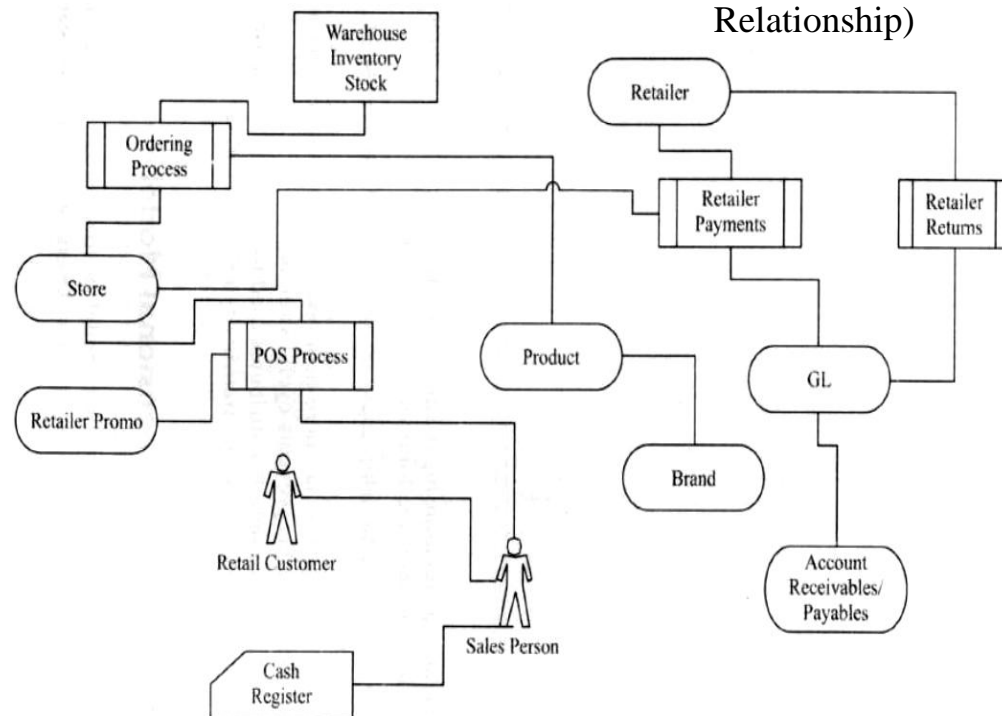 Relationship)
Warehouse
Inventory
Stock
Retailer
Ordering
Process
Retailer
Payments
Retailer
Returns
Store
POS Process
Product
GL
Retailer Promo
Brand
Retail Customer
Account
Receivables/
Payables
Sales Person
Cash
Register